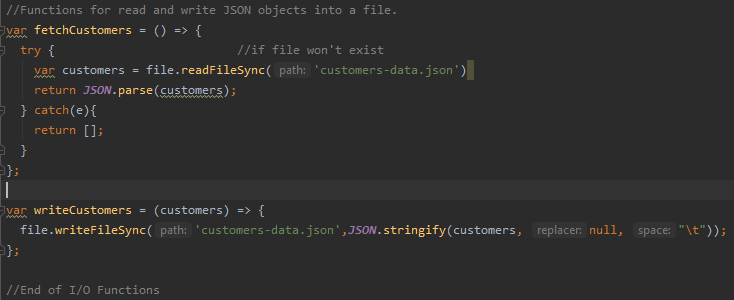 //Functions for read and write JSON objects into a file.
var fetchCustomers = () => {
  try {                      //if file won't exist
    var customers = file.readFileSync( path: 'customers-data.json')
    return JSON.parse(customers);
  } catch(e){
    return [];
  }
};
var writeCustomers = (customers) => {
  file.writeFileSync( path: 'customers-data.json',JSON.stringify(customers, replacer: null, space: "\t"));
};
//End of I/O Functions